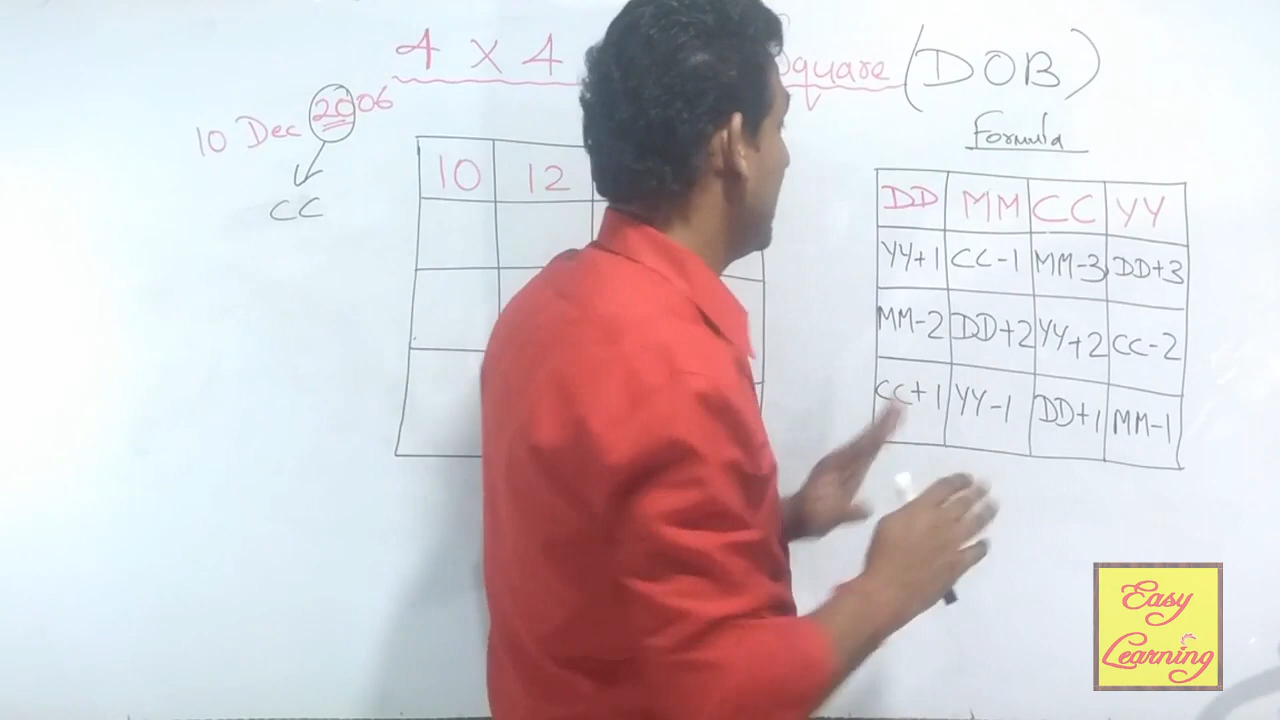 4 X 4 Square (DOB)
10 Dec 2006
CC
Formula
10 12
DD MM CC YY
YY+1 CC-1 MM-3 DD+3
MM-2 DD+2 YY+2 CC-2
CC+1 YY-1 DD+1 MM-1
Easy
Learning